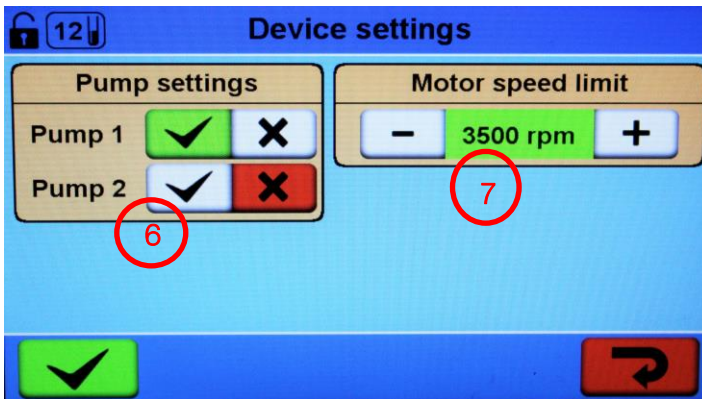 12
Device settings
Pump settings
Motor speed limit
Pump 1
3500 rpm
Pump 2
6
7